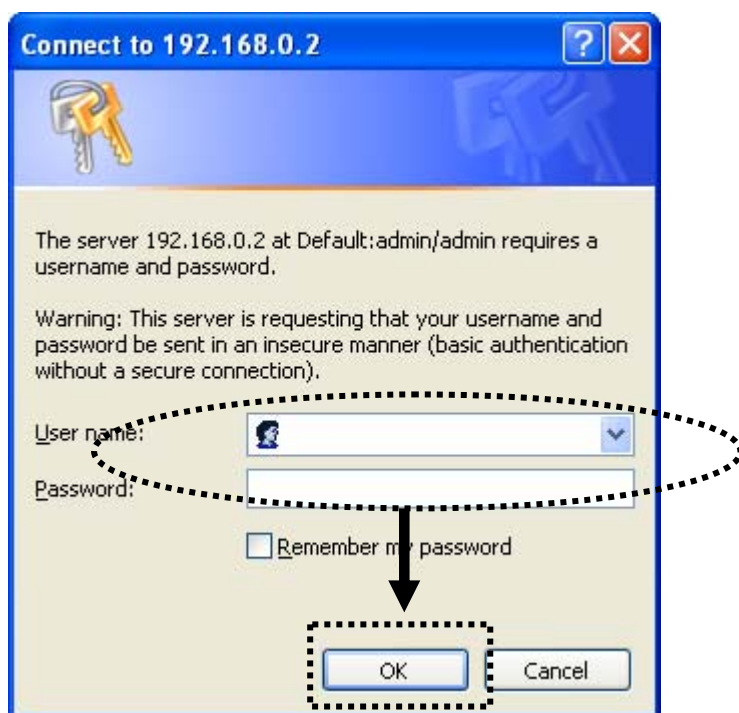 Connect to 192.168.0.2
The server 192.168.0.2 at Default:admin/admin requires a
username and password.
Warning: This server is requesting that your username and
password be sent in an insecure manner (basic authentication
without a secure connection).
User name:
Password:
Remember my password
OK Cancel